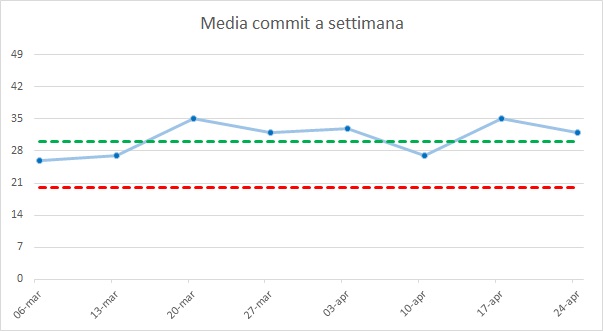 Media commit a settimana
49
42
35
28
21
14
7
0
06-mar
13-mar
20-mar
27-mar
03-apr
10-apr
17-apr
24-apr